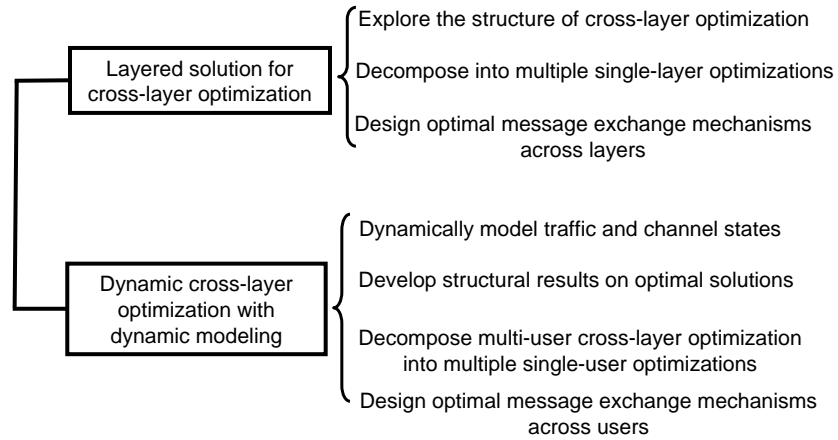 Explore the structure of cross-layer optimization
Layered solution for
cross-layer optimization
Decompose into multiple single-layer optimizations
Design optimal message exchange mechanisms
across layers
Dynamically model traffic and channel states
Dynamic cross-layer
optimization with
dynamic modeling
Develop structural results on optimal solutions
Decompose multi-user cross-layer optimization
into multiple single-user optimizations
Design optimal message exchange mechanisms
across users